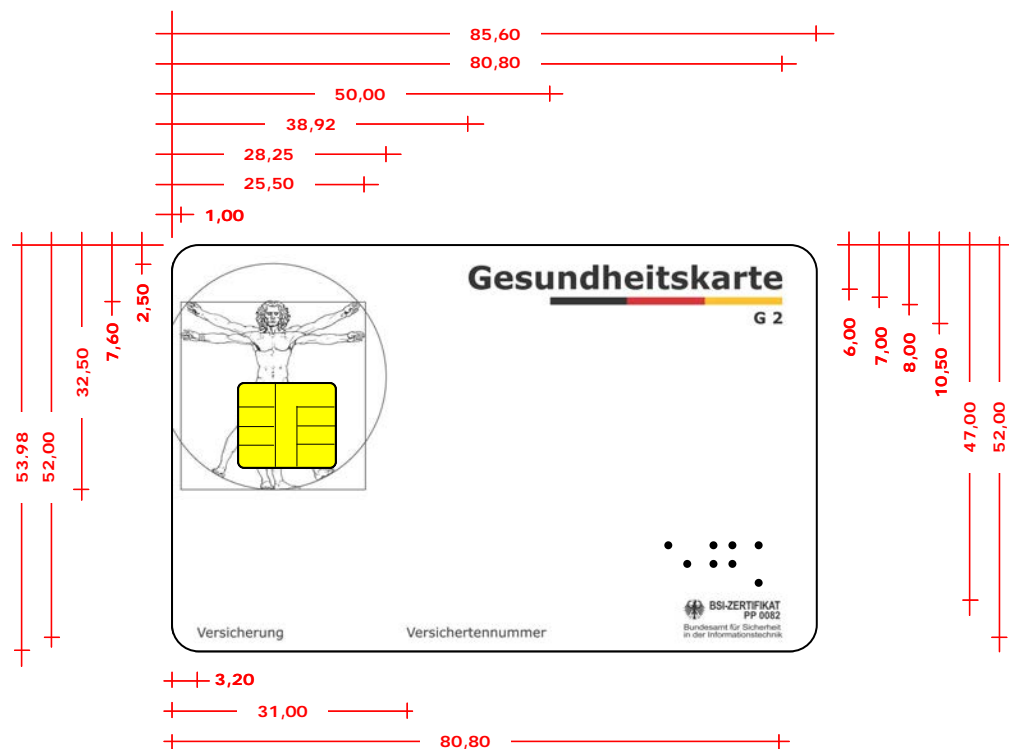 85,60
80,80
50,00
38,92
28,25
25,50
1,00
2,50
7,60
32,50
52,00
53.98
Gesundheitskarte
G 2
6,00
7,00
8,00
10,50
47,00
52,00
BSI-ZERTIFIKAT
PP 0082
Bundesamt für Sicherheit
in der Informationstechnik
Versicherung
Versichertennummer
3,20
31,00
80,80